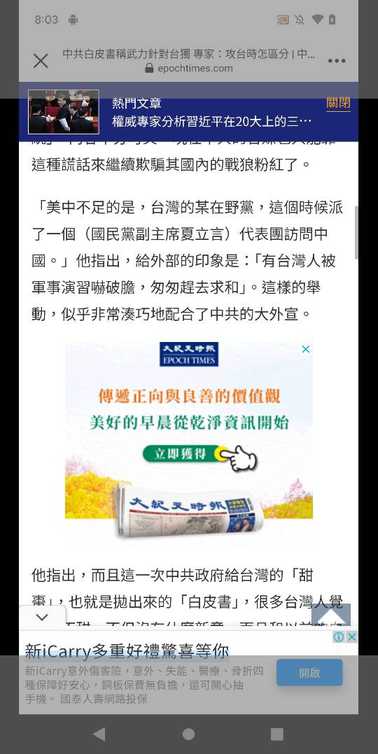 8:03
中共白皮書稱武力針對台獨 專家：攻台時怎區分 | 中...
epochtimes.com
熱門文章
關閉
權威專家分析習近平在20大上的三⋯
這種謊話來繼續欺騙其國內的戰狼粉紅了。
「美中不足的是，台灣的某在野黨，這個時候派
了一個（國民黨副主席夏立言）代表團訪問中
國。」他指出，給外部的印象是：「有台灣人被
軍事演習嚇破膽，匆匆趕去求和」。這樣的舉
動，似乎非常湊巧地配合了中共的大外宣。
大紀元時報
EPOCH TIMES
傳遞正向與良善的價值觀
美好的早晨從乾淨資訊開始
立即獲得
大紀元時報
他指出，而且這一次中共政府給台灣的「甜
棗」，也就是拋出來的「白皮書」，很多台灣人覺
新iCarry多重好禮驚喜等你
新iCarry意外傷害險，意外、失能、醫療、骨折四
種保障好安心，銅板保費無負擔，還可開心抽
手機。 國泰人壽網路投保
開啟